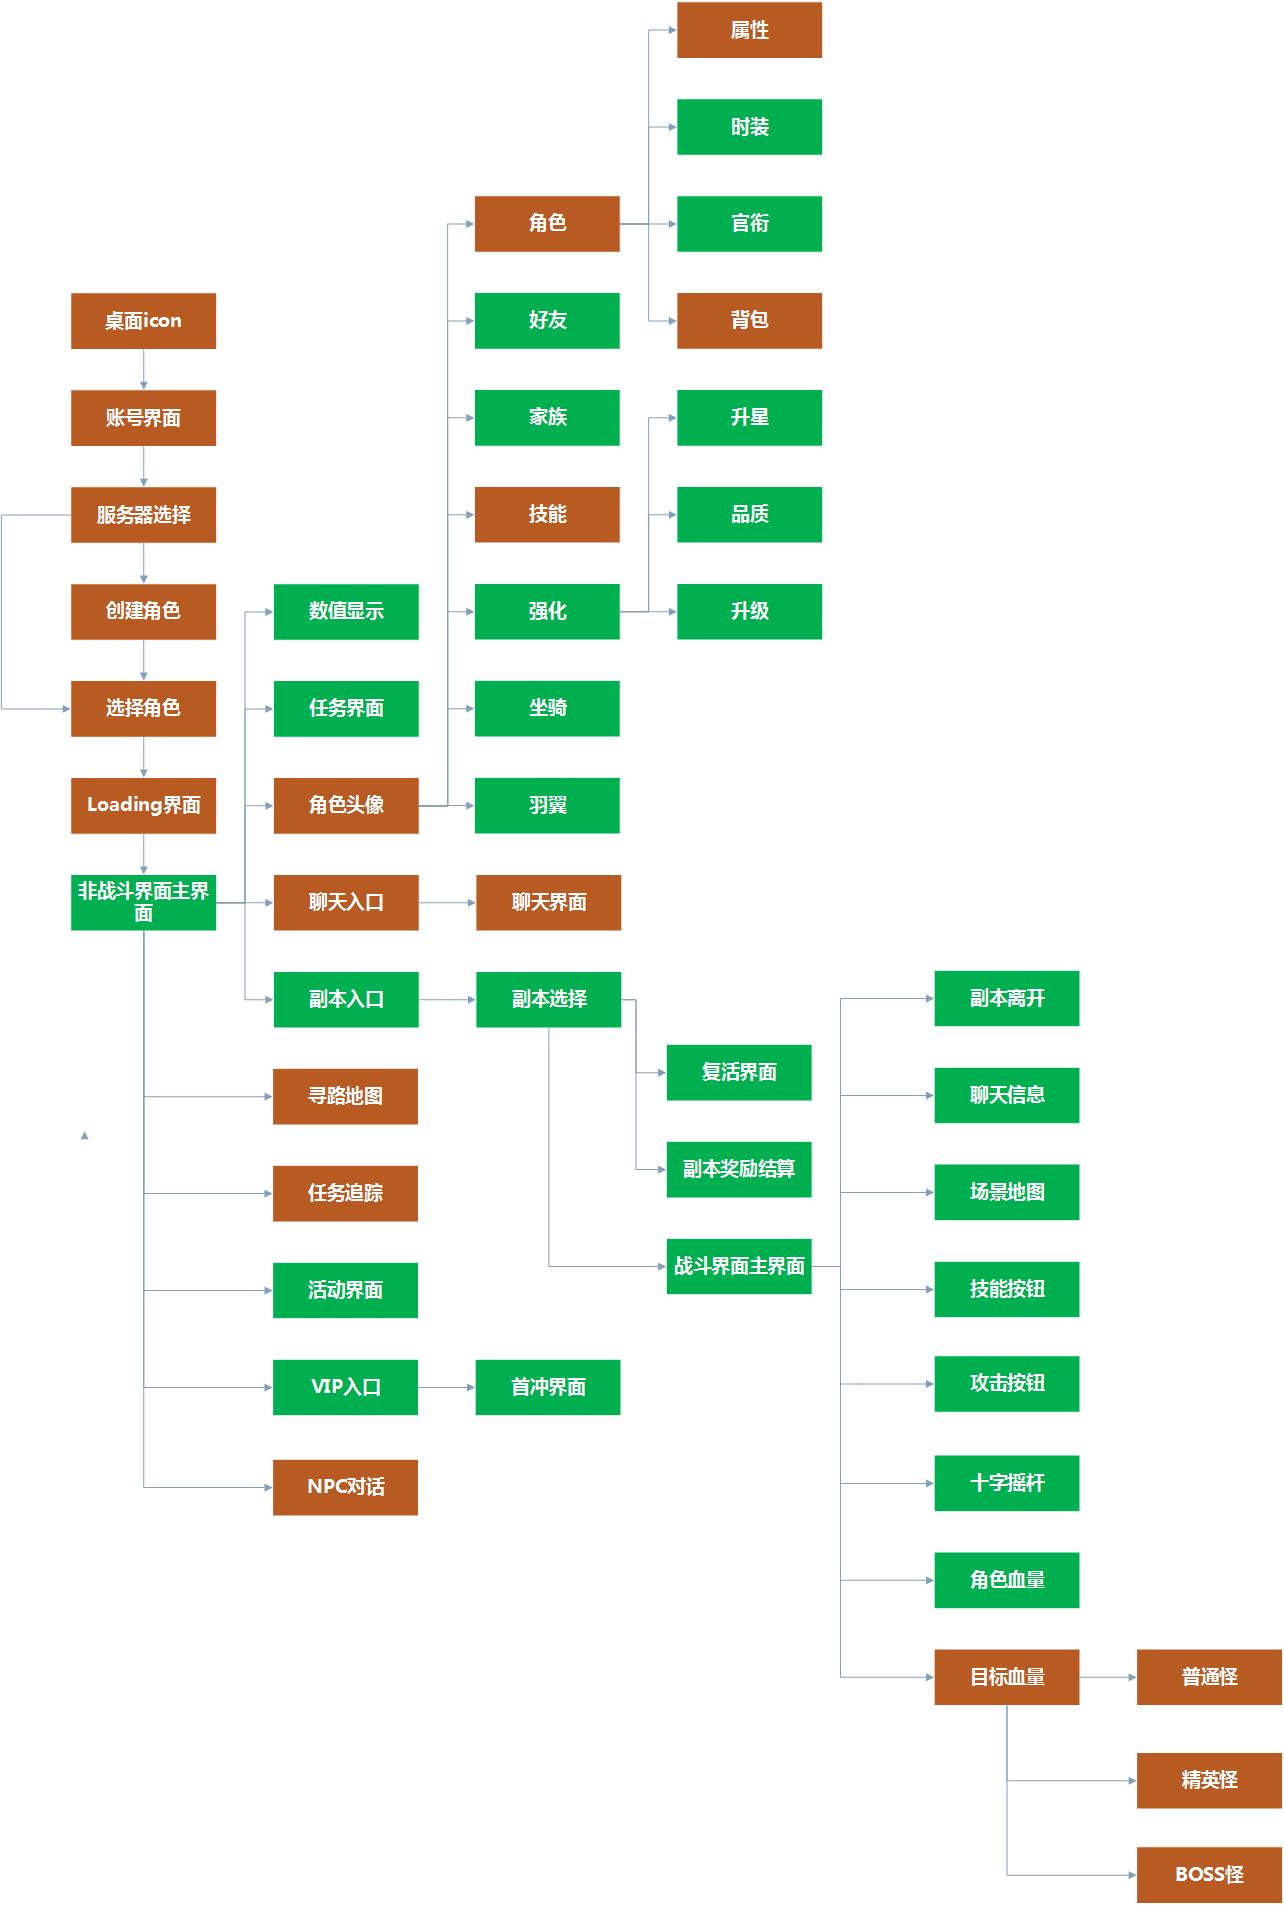 属性
时装
角色
官衔
好友
背包
桌面icon
账号界面
家族
升星
服务器选择
技能
品质
创建角色
数值显示
强化
升级
选择角色
任务界面
坐骑
Loading界面
角色头像
羽翼
非战斗界面主界
面
聊天入口
聊天界面
副本入口
副本选择
副本离开
复活界面
寻路地图
聊天信息
副本奖励结算
任务追踪
场景地图
战斗界面主界面
活动界面
技能按钮
VIP入口
首冲界面
攻击按钮
NPC对话
十字摇杆
角色血量
目标血量
普通怪
精英怪
BOSS怪